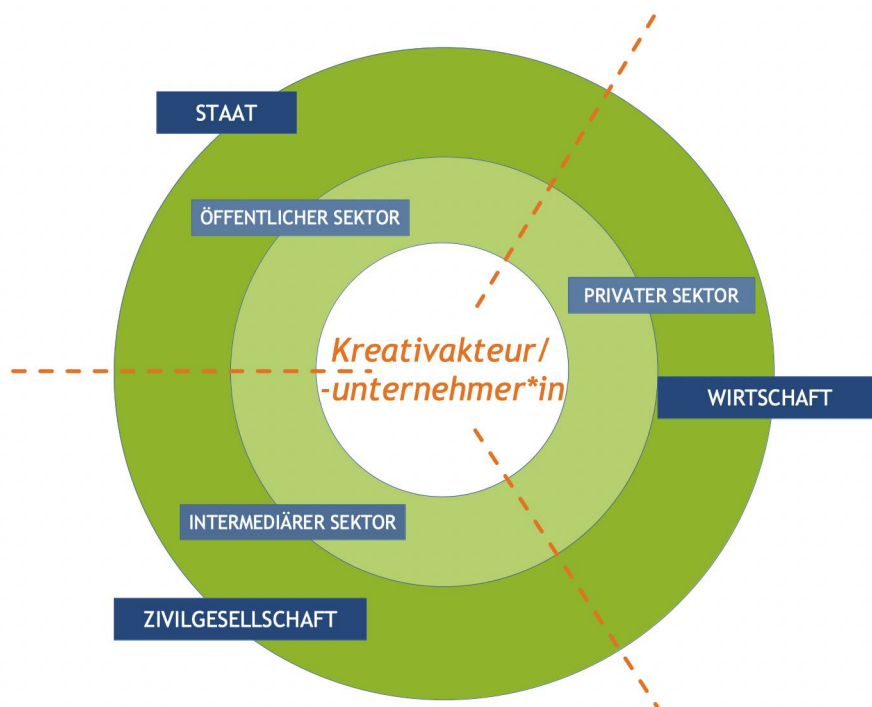 STAAT
ÖFFENTLICHER SEKTOR
PRIVATER SEKTOR
Kreativakteur/
-unternehmer*in
WIRTSCHAFT
INTERMEDIÄRER SEKTOR
ZIVILGESELLSCHAFT